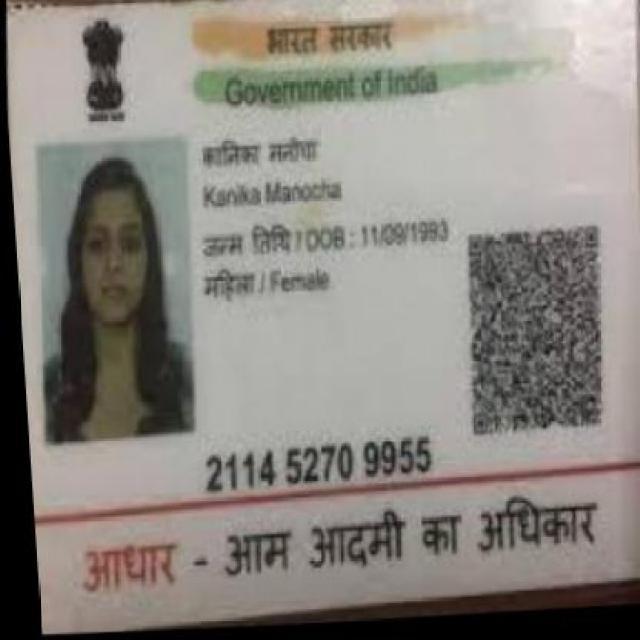 भारत सरकार
Government of India
कानिका मनोचा
Kanika Manocha
जन्म तिथि / DOB : 11/09/1993
महिला / Female
2114 5270 9955
आधार - आम आदमी का अधिकार